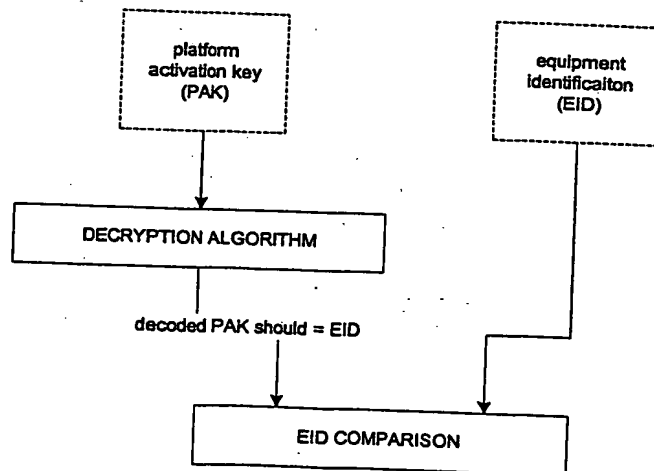 platform
activation key
(PAK)
equipment
identificaiton
(EID)
DECRYPTION ALGORITHM
decoded PAK should = EID
EID COMPARISON